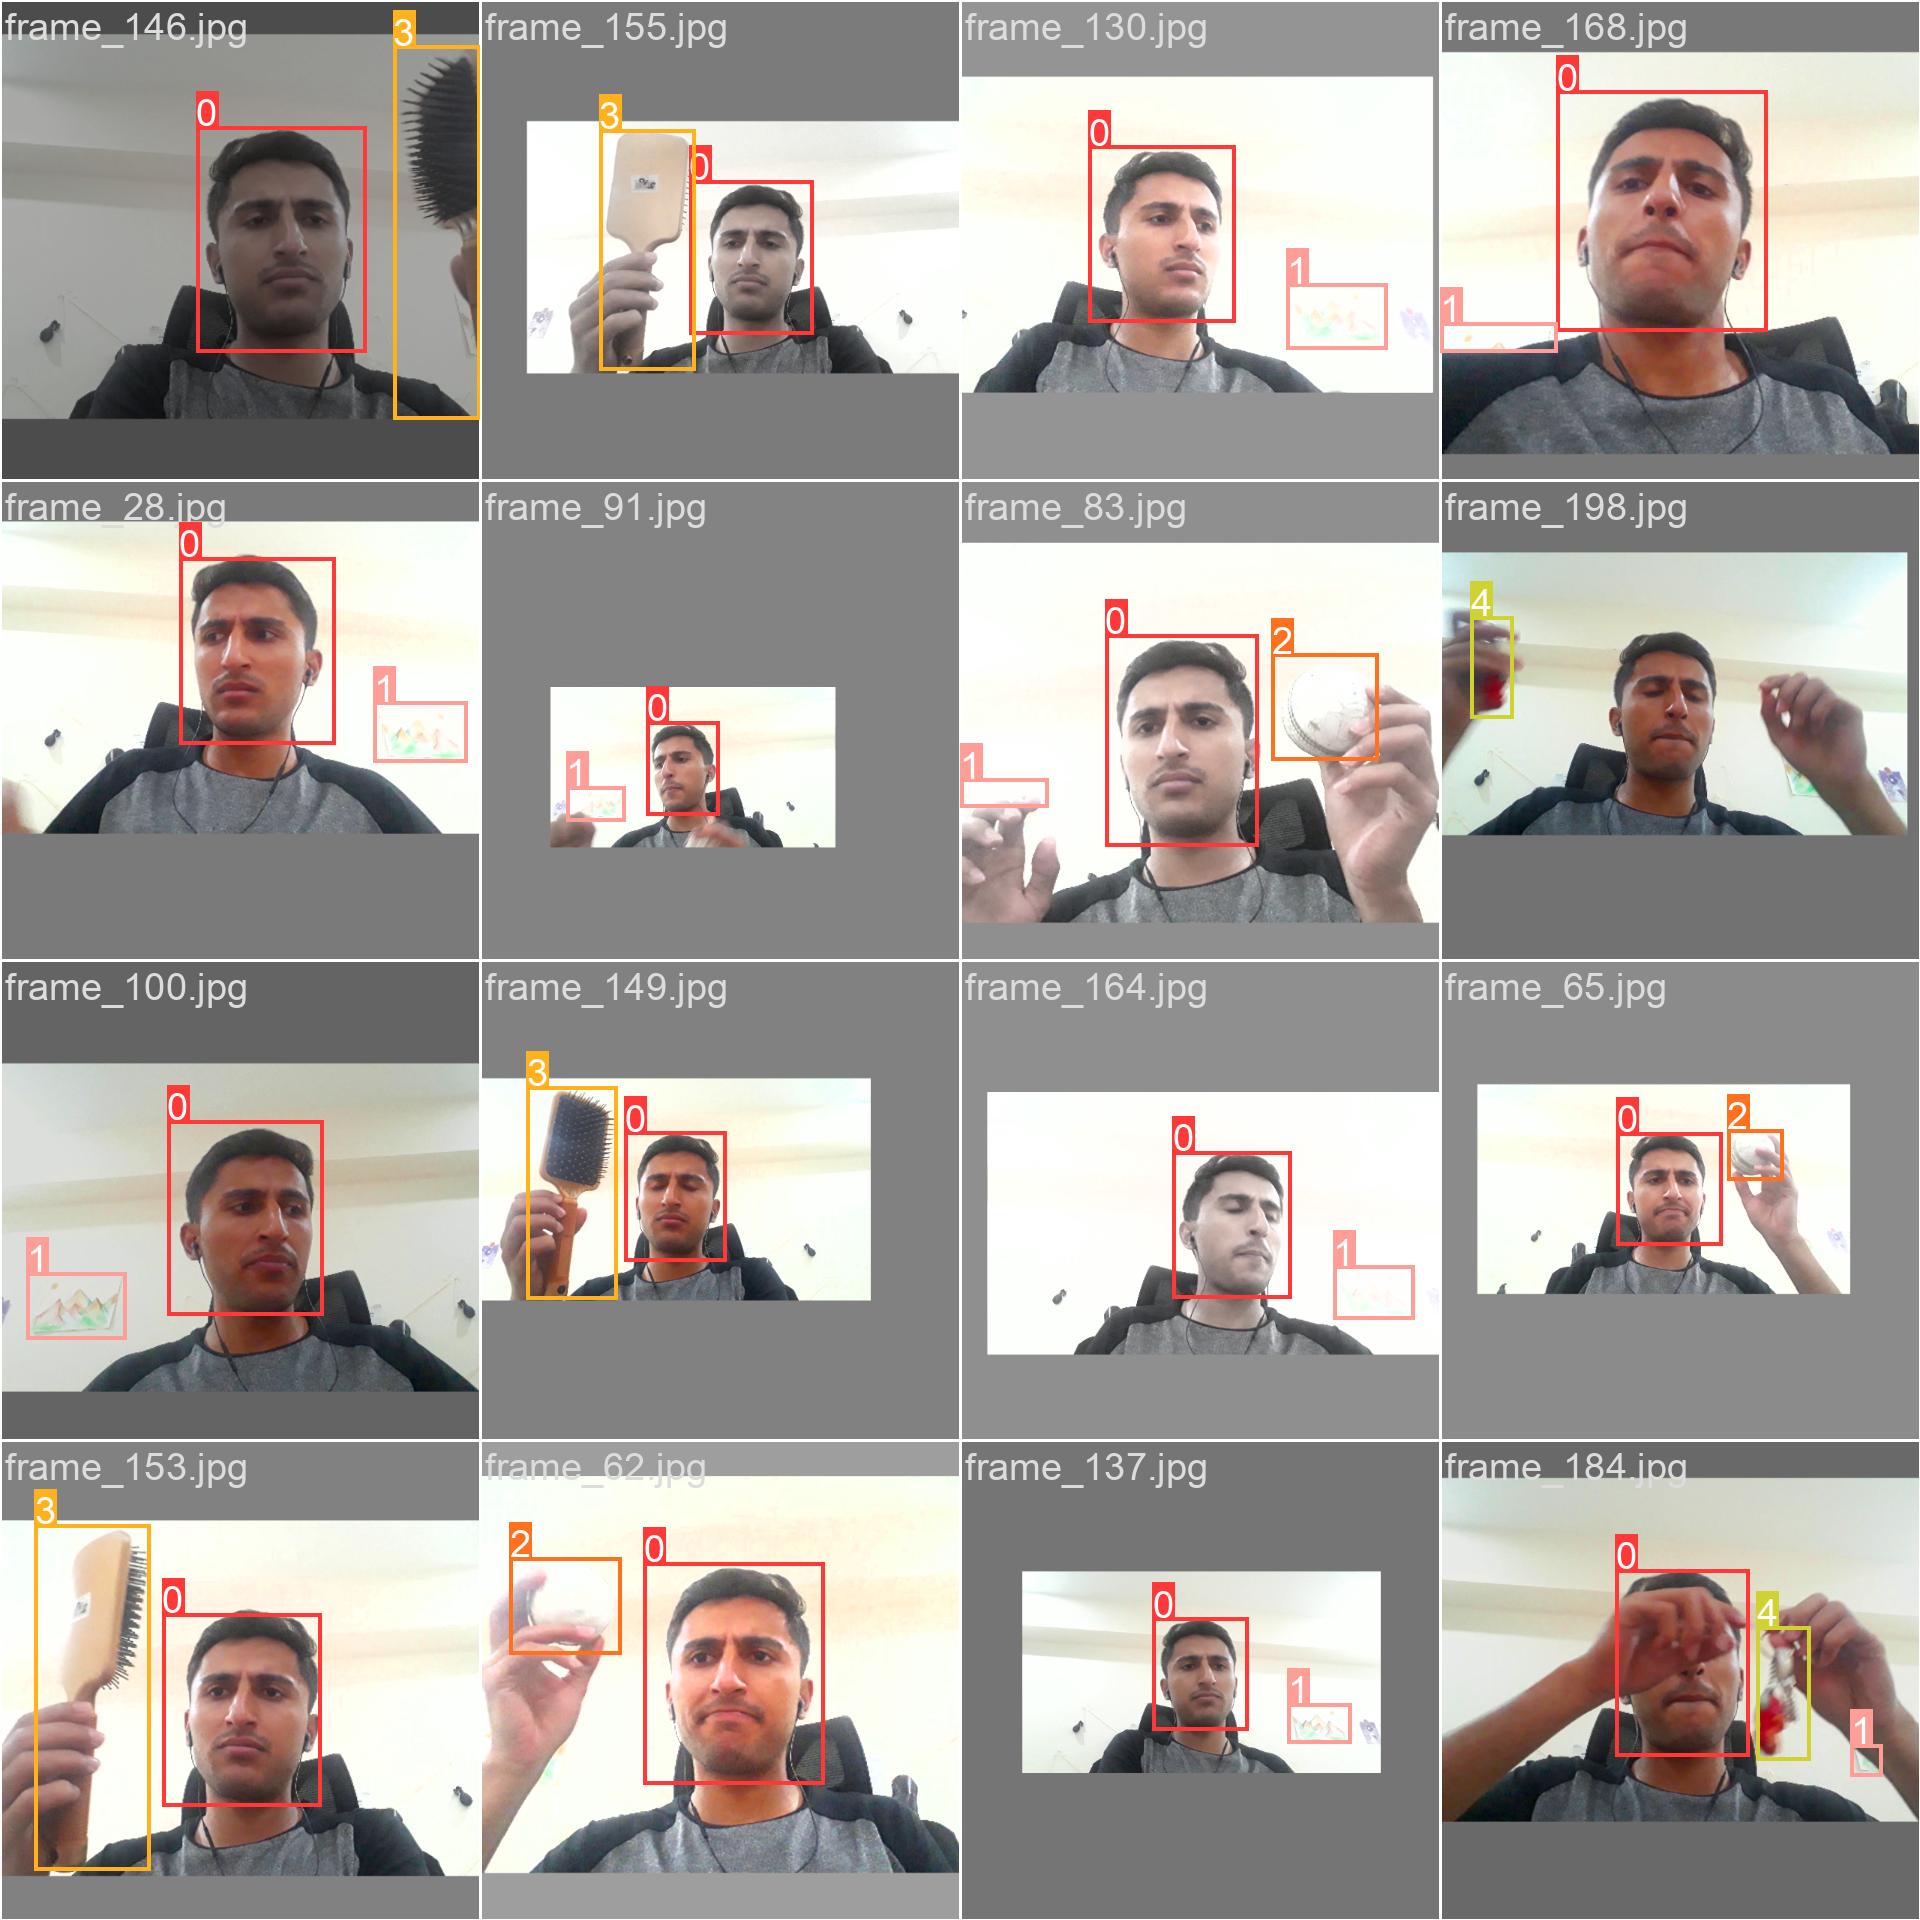 frame_146.jpg
3
0
frame_155.jpg
3
0
frame_130.jpg
0
1
frame_168.jpg
0
1
frame_28.jpg
0
1
frame_91.jpg
0
1
frame_83.jpg
0
2
1
frame_198.jpg
4
frame_100.jpg
0
1
frame_149.jpg
3
0
frame_164.jpg
0
1
frame_65.jpg
0
2
frame_153.jpg
3
0
frame_62.jpg
2
0
frame_137.jpg
0
1
frame_184.jpg
0
4
1